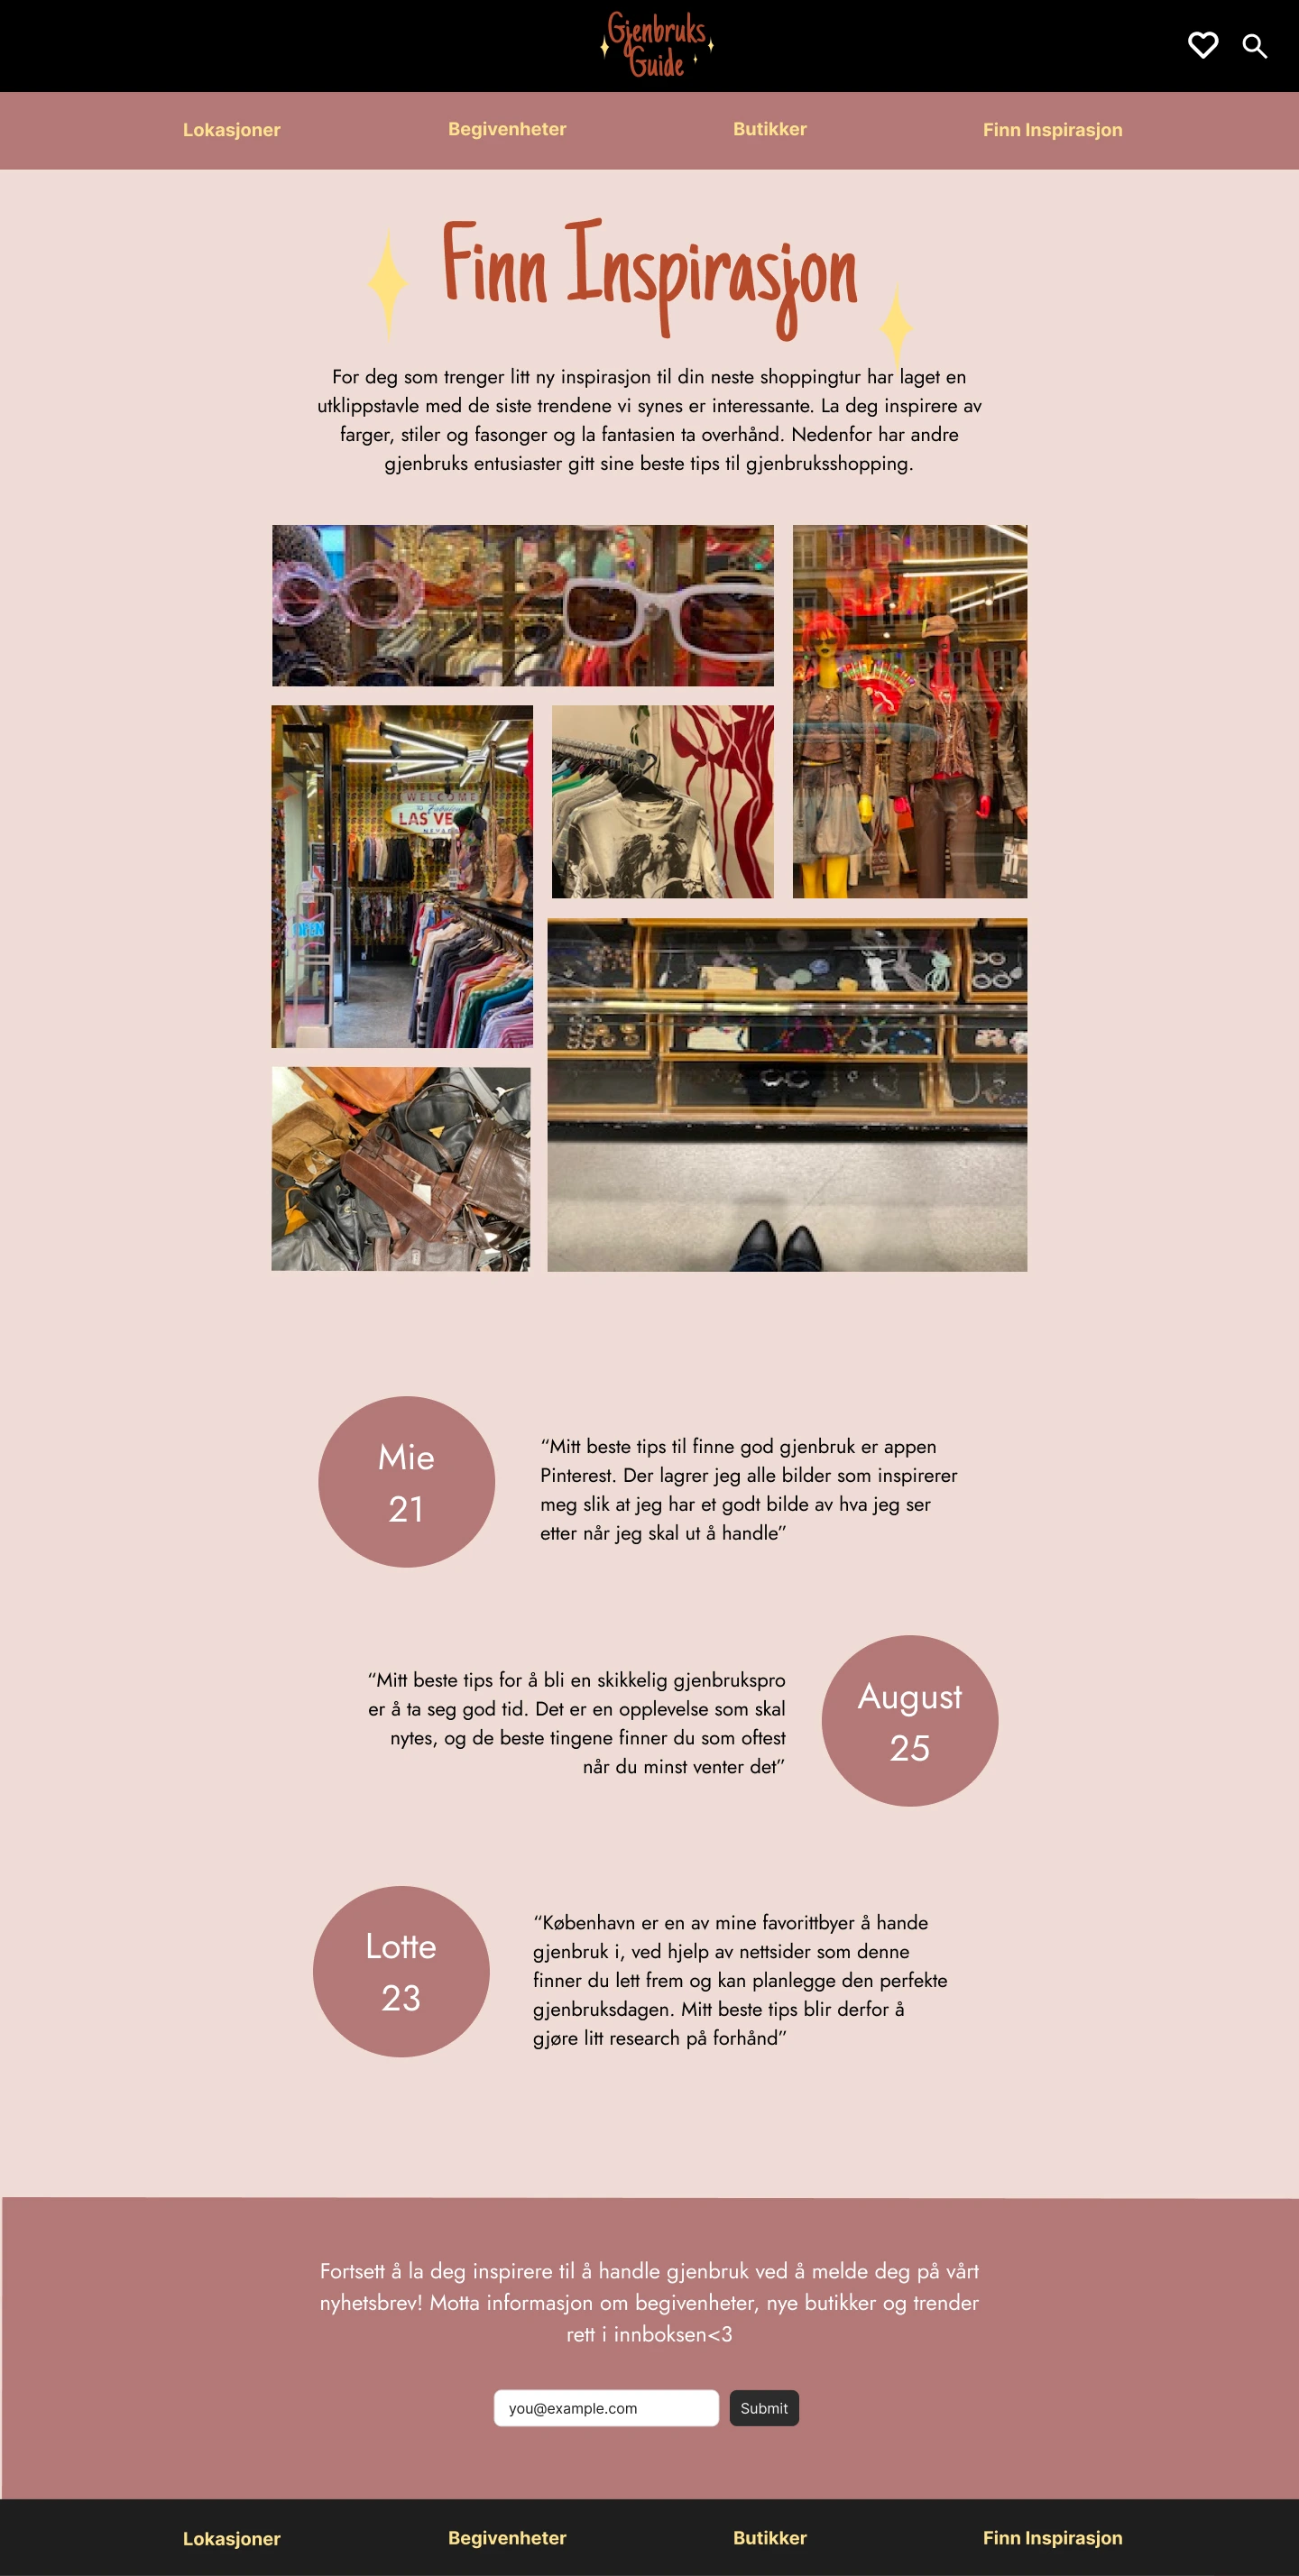 Gjenbruks
Guide
Lokasjoner
Begivenheter
Butikker
Finn Inspirasjon
Finn Inspirasjon
For deg som trenger litt ny inspirasjon til din neste shoppingtur har laget en
utklippstavle med de siste trendene vi synes er interessante. La deg inspirere av
farger, stiler og fasonger og la fantasien ta overhånd. Nedenfor har andre
gjenbruks entusiaster gitt sine beste tips til gjenbruksshopping.
WELCOME
TO Fabulous
LAS VE
NEVA
OPEN
Mie
21
“Mitt beste tips til finne god gjenbruk er appen
Pinterest. Der lagrer jeg alle bilder som inspirerer
meg slik at jeg har et godt bilde av hva jeg ser
etter når jeg skal ut å handle”
“Mitt beste tips for å bli en skikkelig gjenbrukspro
er å ta seg god tid. Det er en opplevelse som skal
nytes, og de beste tingene finner du som oftest
når du minst venter det”
August
25
Lotte
23
“København er en av mine favorittbyer å hande
gjenbruk i, ved hjelp av nettsider som denne
finner du lett frem og kan planlegge den perfekte
gjenbruksdagen. Mitt beste tips blir derfor å
gjøre litt research på forhånd”
Fortsett å la deg inspirere til å handle gjenbruk ved å melde deg på vårt
nyhetsbrev! Motta informasjon om begivenheter, nye butikker og trender
rett i innboksen<3
you@example.com
Submit
Lokasjoner
Begivenheter
Butikker
Finn Inspirasjon